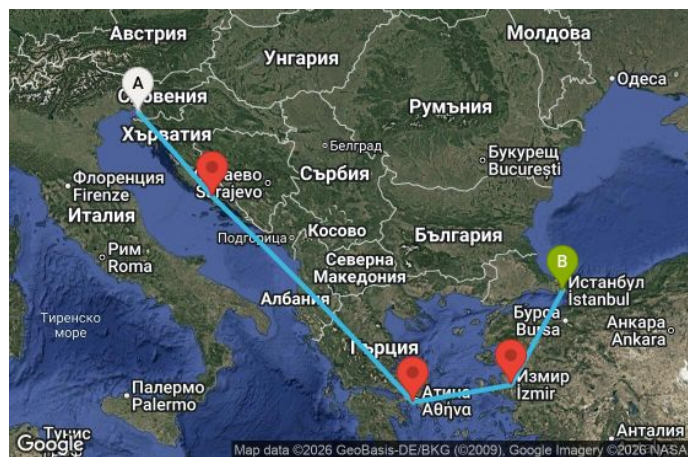 Австрия
Молдова
Унгария
Одеса
A
Словения
Румъния
Хърватия
Белград
Букурещ
București
Флоренция
Firenze
Сараево
Sarajevo
Сърбия
Италия
Рим
Roma
Подгорица
Косово
България
Северна
Македония
B
Истанбул
İstanbul
Албания
Бурса
Bursa
Анкара
Ankara
Тиренско
море
Гърция
Палермо
Palermo
Атина
Αθήνα
Измир
İzmir
Анталия
Тунис
Google
Map data ©2026 GeoBasis-DE/BKG (©2009), Google Imagery ©2026 NASA